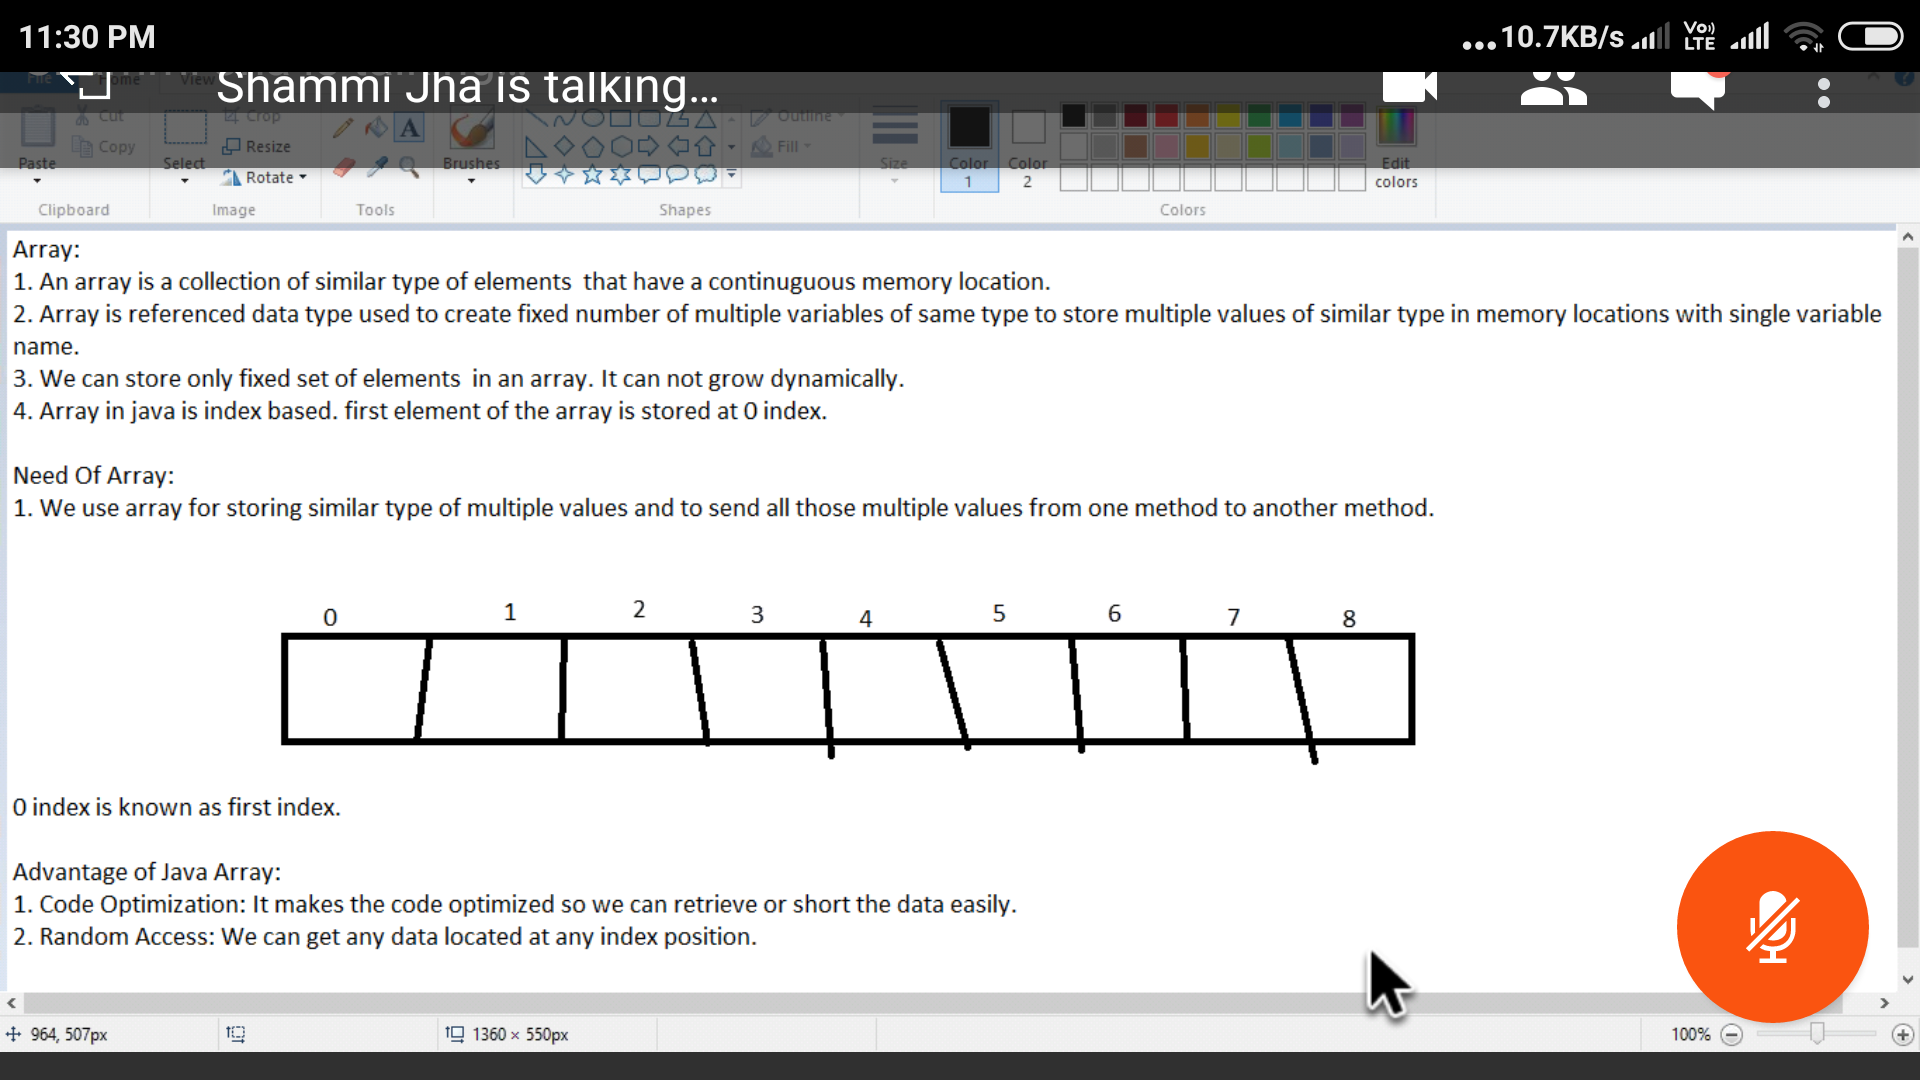 11:30 PM
...10.7KB/s Vo)) LTE
Shammi Jha is talking...
File Home View
Paste
Cut
Copy
Clipboard
Select
Crop
Resize
Rotate
Image
A
Tools
Brushes
Shapes
Outline
Fill
Size
Color 1
Color 2
Edit colors
Colors
Array:
1. An array is a collection of similar type of elements that have a continuguous memory location.
2. Array is referenced data type used to create fixed number of multiple variables of same type to store multiple values of similar type in memory locations with single variable
name.
3. We can store only fixed set of elements in an array. It can not grow dynamically.
4. Array in java is index based. first element of the array is stored at 0 index.
Need Of Array:
1. We use array for storing similar type of multiple values and to send all those multiple values from one method to another method.
0 1 2 3 4 5 6 7 8
0 index is known as first index.
Advantage of Java Array:
1. Code Optimization: It makes the code optimized so we can retrieve or short the data easily.
2. Random Access: We can get any data located at any index position.
964, 507px
1360 × 550px
100%